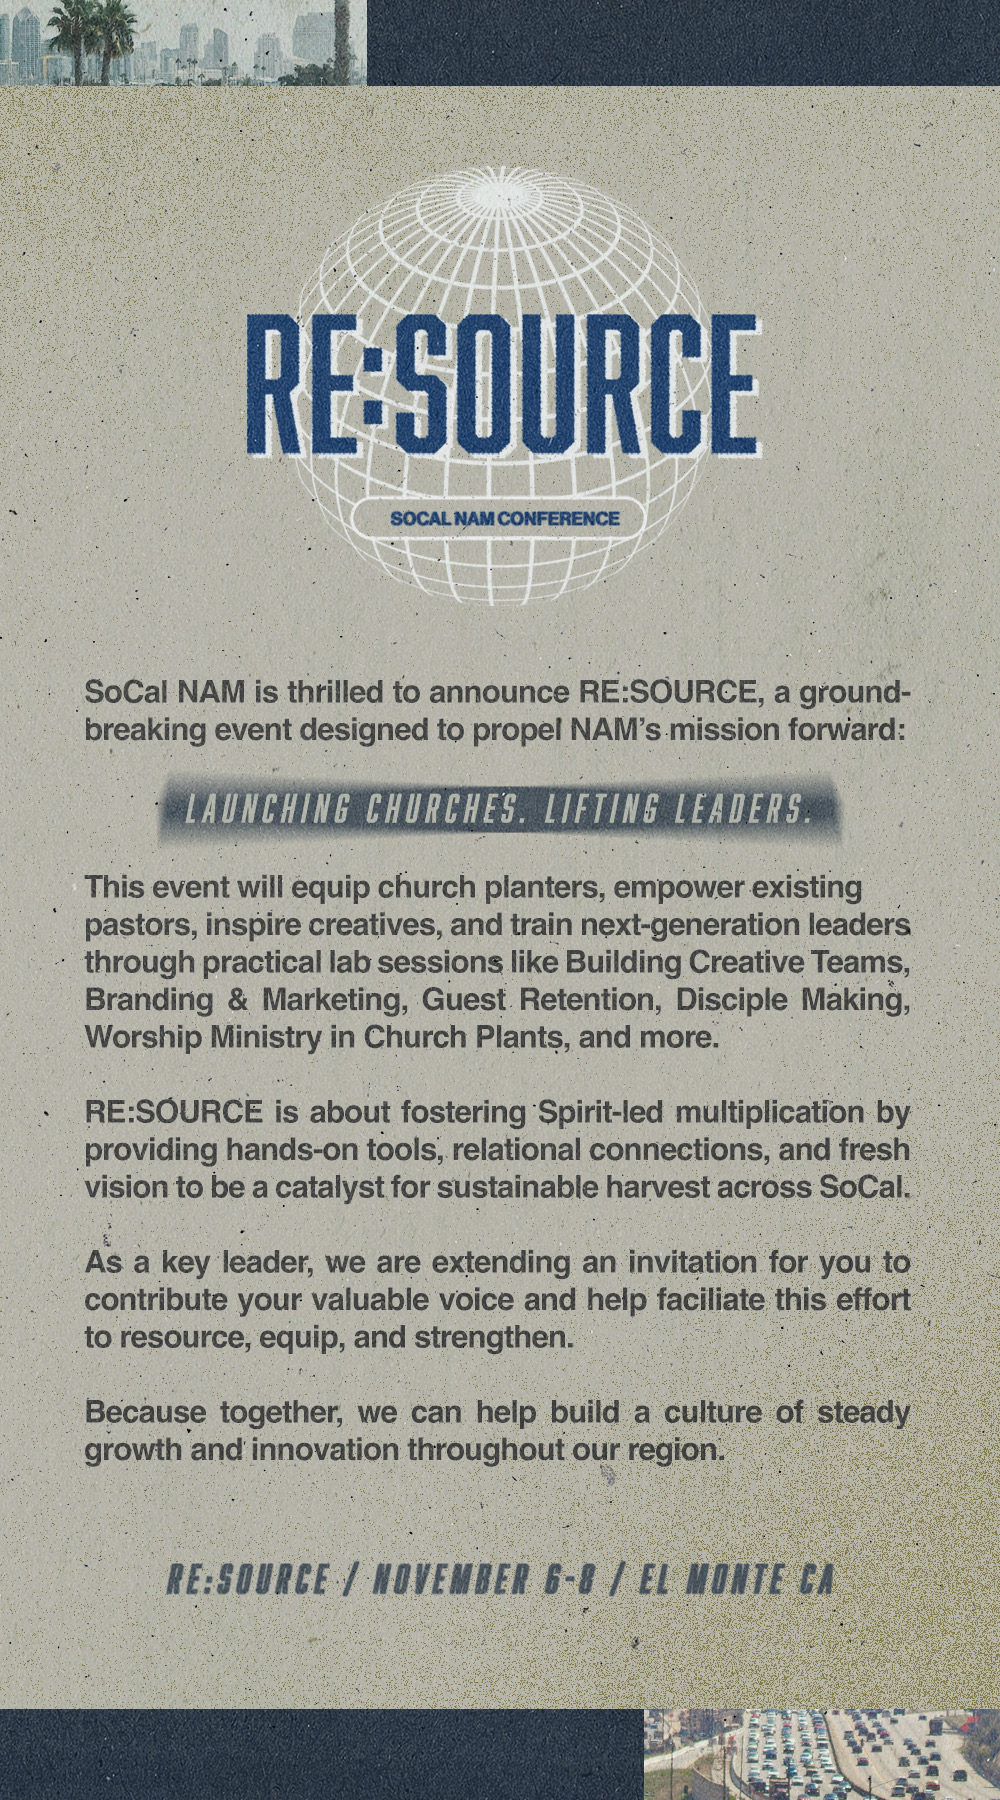 RE:SOURCE
SOCAL NAM CONFERENCE
SoCal NAM is thrilled to announce RE:SOURCE, a ground-
breaking event designed to propel NAM’s mission forward:
LAUNCHING CHURCHES. LIFTING LEADERS.
This event will equip church planters, empower existing
pastors, inspire creatives, and train next-generation leaders
through practical lab sessions like Building Creative Teams,
Branding & Marketing, Guest Retention, Disciple Making,
Worship Ministry in Church Plants, and more.
RE:SOURCE is about fostering Spirit-led multiplication by
providing hands-on tools, relational connections, and fresh
vision to be a catalyst for sustainable harvest across SoCal.
As a key leader, we are extending an invitation for you to
contribute your valuable voice and help faciliate this effort
to resource, equip, and strengthen.
Because together, we can help build a culture of steady
growth and innovation throughout our region.
RE:SOURCE / NOVEMBER 6-8 / EL MONTE CA